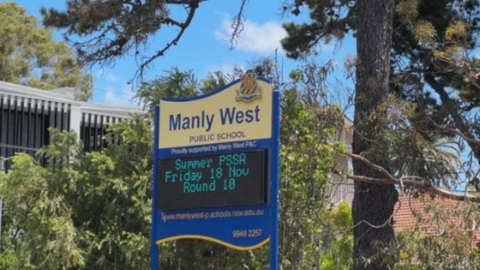 Manly West
PUBLIC SCHOOL
Proudly supported by Manly West P&C
Summer PSSA
Friday 18 Nov
Round 10
www.manlywest-p.schools.nsw.edu.au
9948 2257